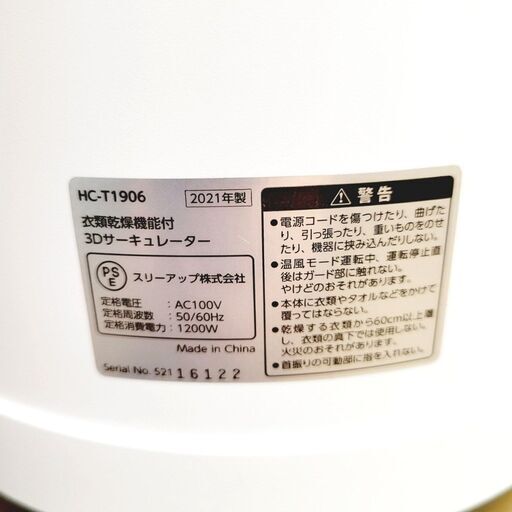 HC-T1906
2021年製
衣類乾燥機能付
3Dサーキュレーター
PS
E
スリーアップ株式会社
定格電圧 : AC100V
定格周波数 : 50/60Hz
定格消費電力 : 1200W
Made in China
Serial No. 521 16122
警告
●電源コードを傷つけたり、曲げた
り、引っ張ったり、重いものをのせ
たり、機器に挟み込んだりしない。
●温風モード運転中、運転停止直
後はガード部に触れない。
やけどのおそれがあります。
●本体に衣類やタオルなどをかけて
覆ってはならない。
●乾燥する衣類から60cm以上離
し、衣類の真下では使用しない。
火災のおそれがあります。
●首振りの可動部に指を入れない。